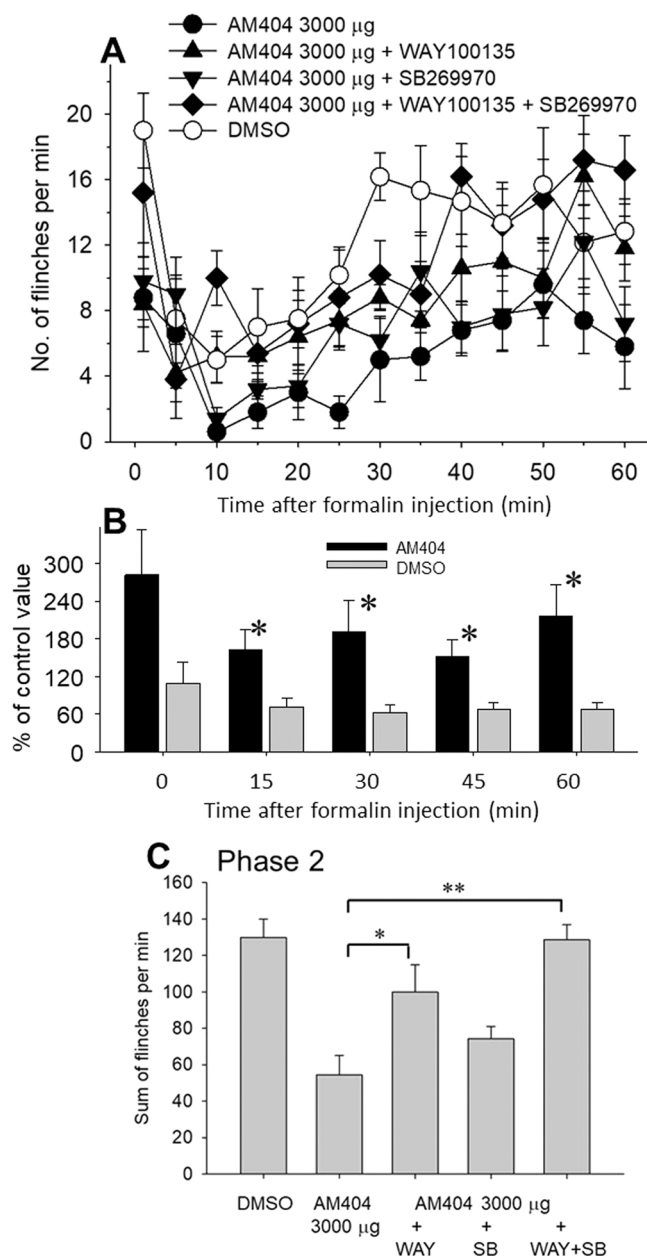 A
AM404 3000 μg
AM404 3000 μg + WAY100135
AM404 3000 μg + SB269970
AM404 3000 μg + WAY100135 + SB269970
DMSO
20
16
12
8
4
0
No. of flinches per min
0 10 20 30 40 50 60
Time after formalin injection (min)
B
AM404
DMSO
300
240
180
120
60
0
% of control value
* * * *
0 15 30 45 60
Time after formalin injection (min)
C Phase 2
160
140
120
100
80
60
40
20
0
Sum of flinches per min
**
*
DMSO AM404 AM404 3000 μg
3000 μg + + +
WAY SB WAY+SB